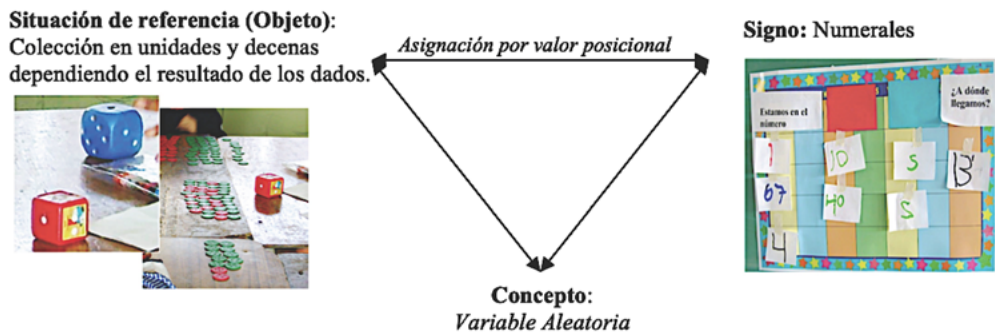 Situación de referencia (Objeto):
Colección en unidades y decenas
dependiendo el resultado de los dados.
Asignación por valor posicional
Signo: Numerales
Estamos en el
número
¿A dónde
llegamos?
1 10 5 13
67 40 5
4
Concepto:
Variable Aleatoria